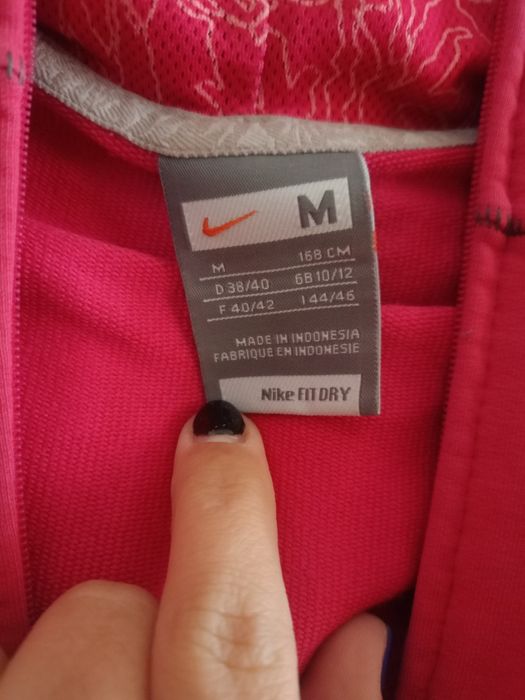 M
M 168 CM
D 38/40 GB 10/12
F 40/42 I 44/46
MADE IN INDONESIA
FABRIQUE EN INDONESIE
Nike FIT DRY